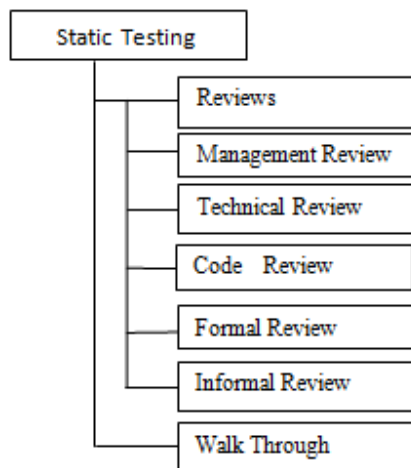 Static Testing
Reviews
Management Review
Technical Review
Code Review
Formal Review
Informal Review
Walk Through